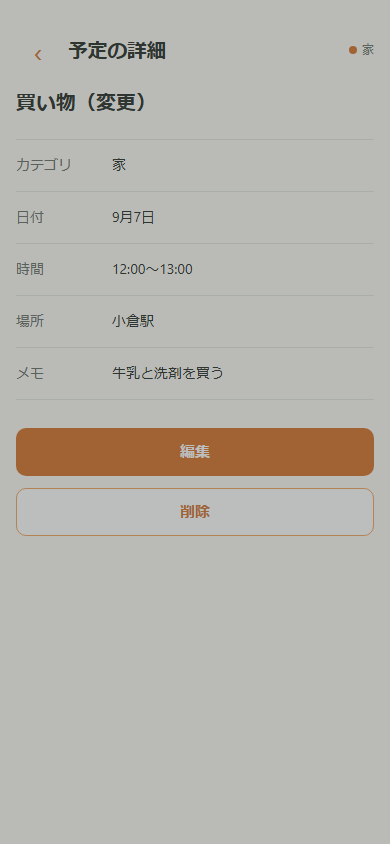 ‹ 予定の詳細 家
買い物（変更）
カテゴリ 家
日付 9月7日
時間 12:00〜13:00
場所 小倉駅
メモ 牛乳と洗剤を買う
編集
削除